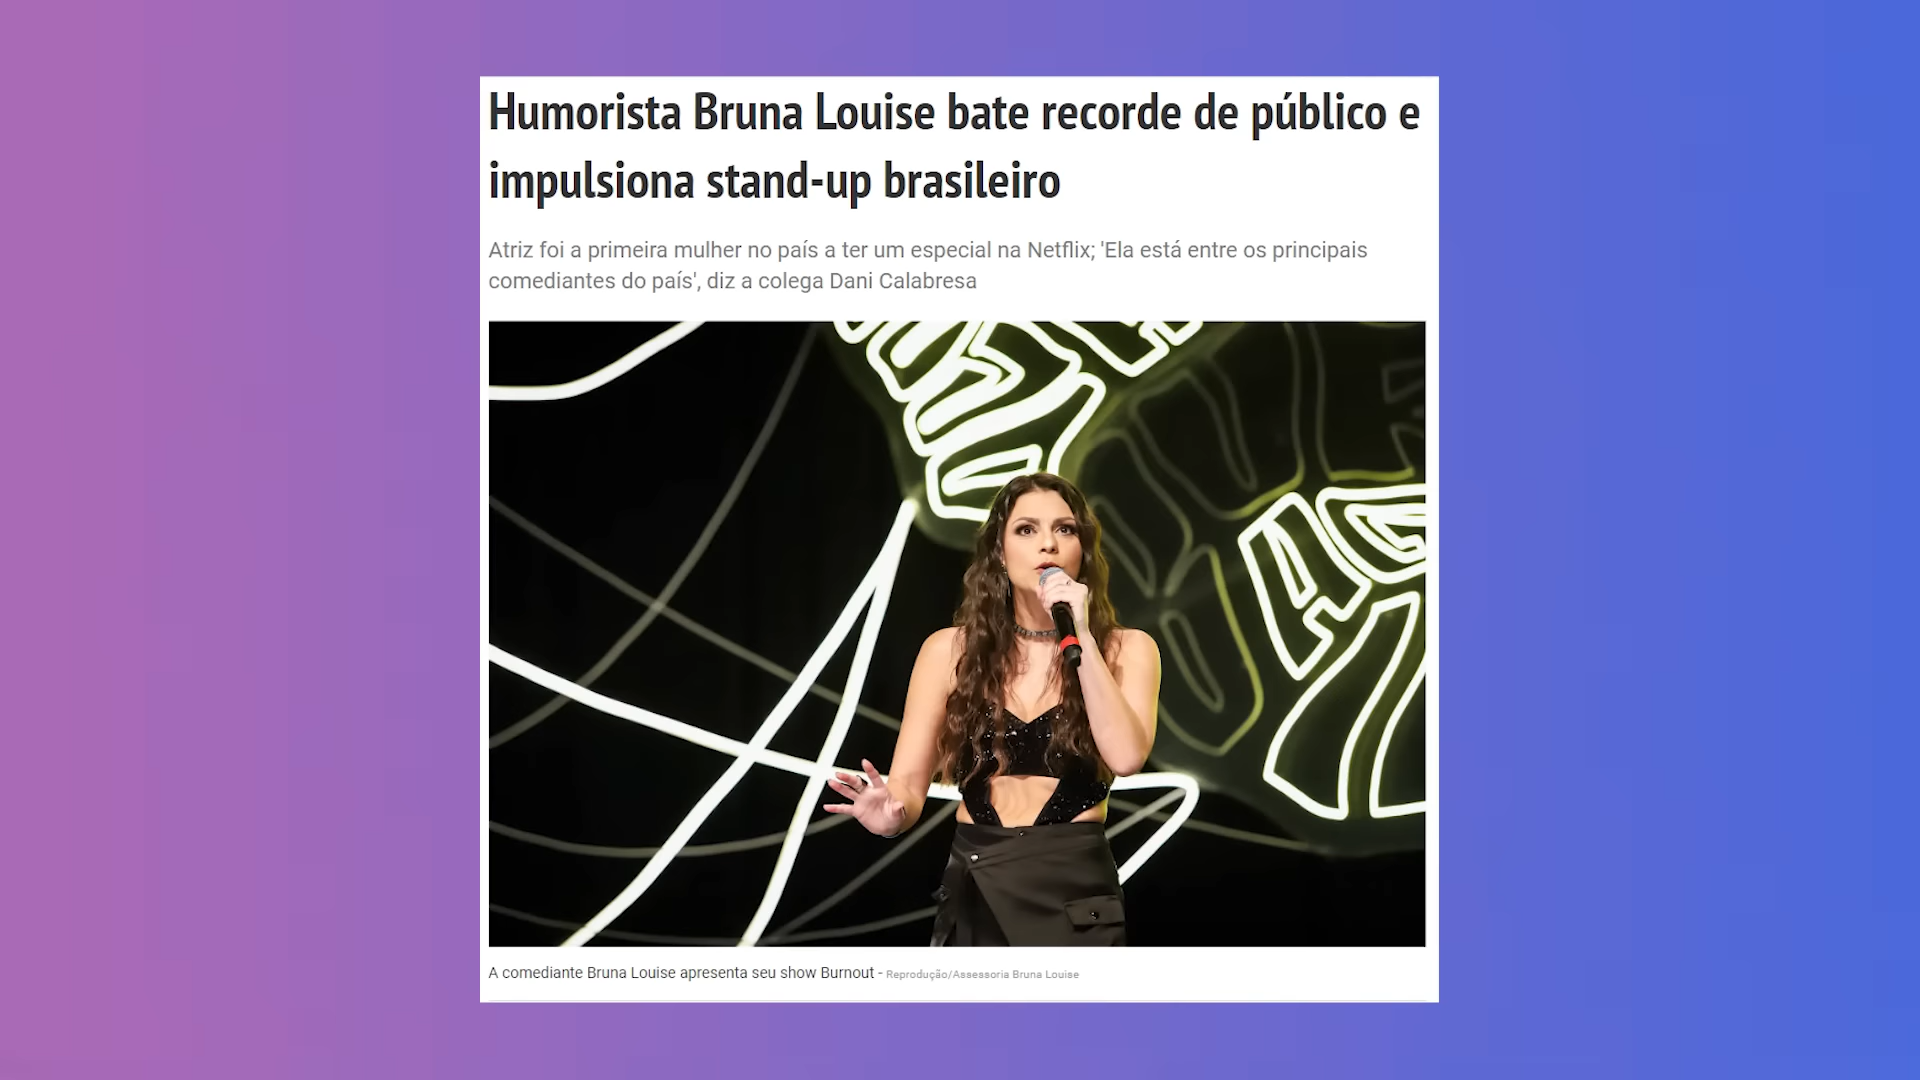 Humorista Bruna Louise bate recorde de público e
impulsiona stand-up brasileiro
Atriz foi a primeira mulher no país a ter um especial na Netflix; 'Ela está entre os principais
comediantes do país', diz a colega Dani Calabresa
A comediante Bruna Louise apresenta seu show Burnout - Reprodução/Assessoria Bruna Louise